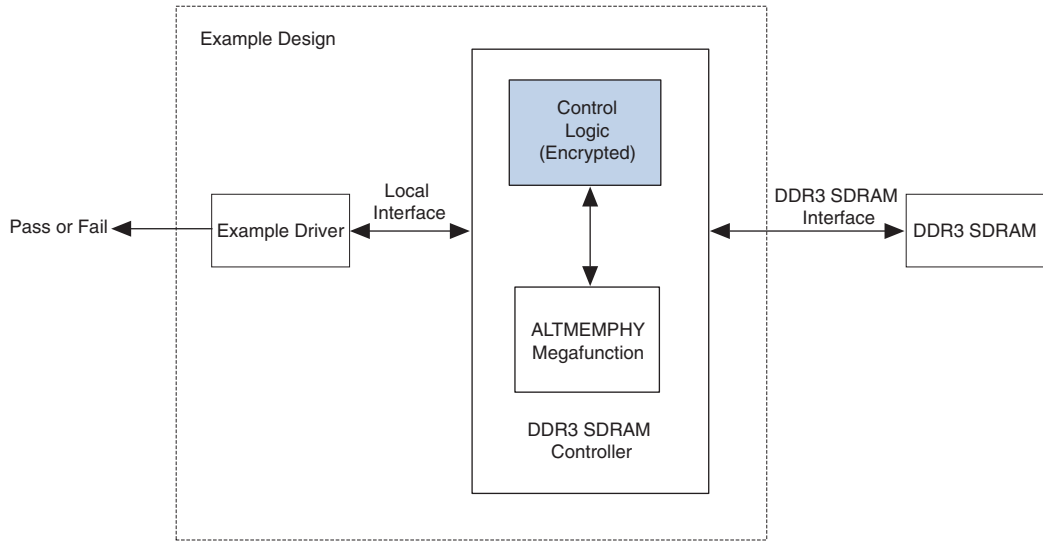 Example Design
Control
Logic
(Encrypted)
Local
Interface
DDR3 SDRAM
Interface
Pass or Fail
Example Driver
DDR3 SDRAM
ALTMEMPHY
Megafunction
DDR3 SDRAM
Controller